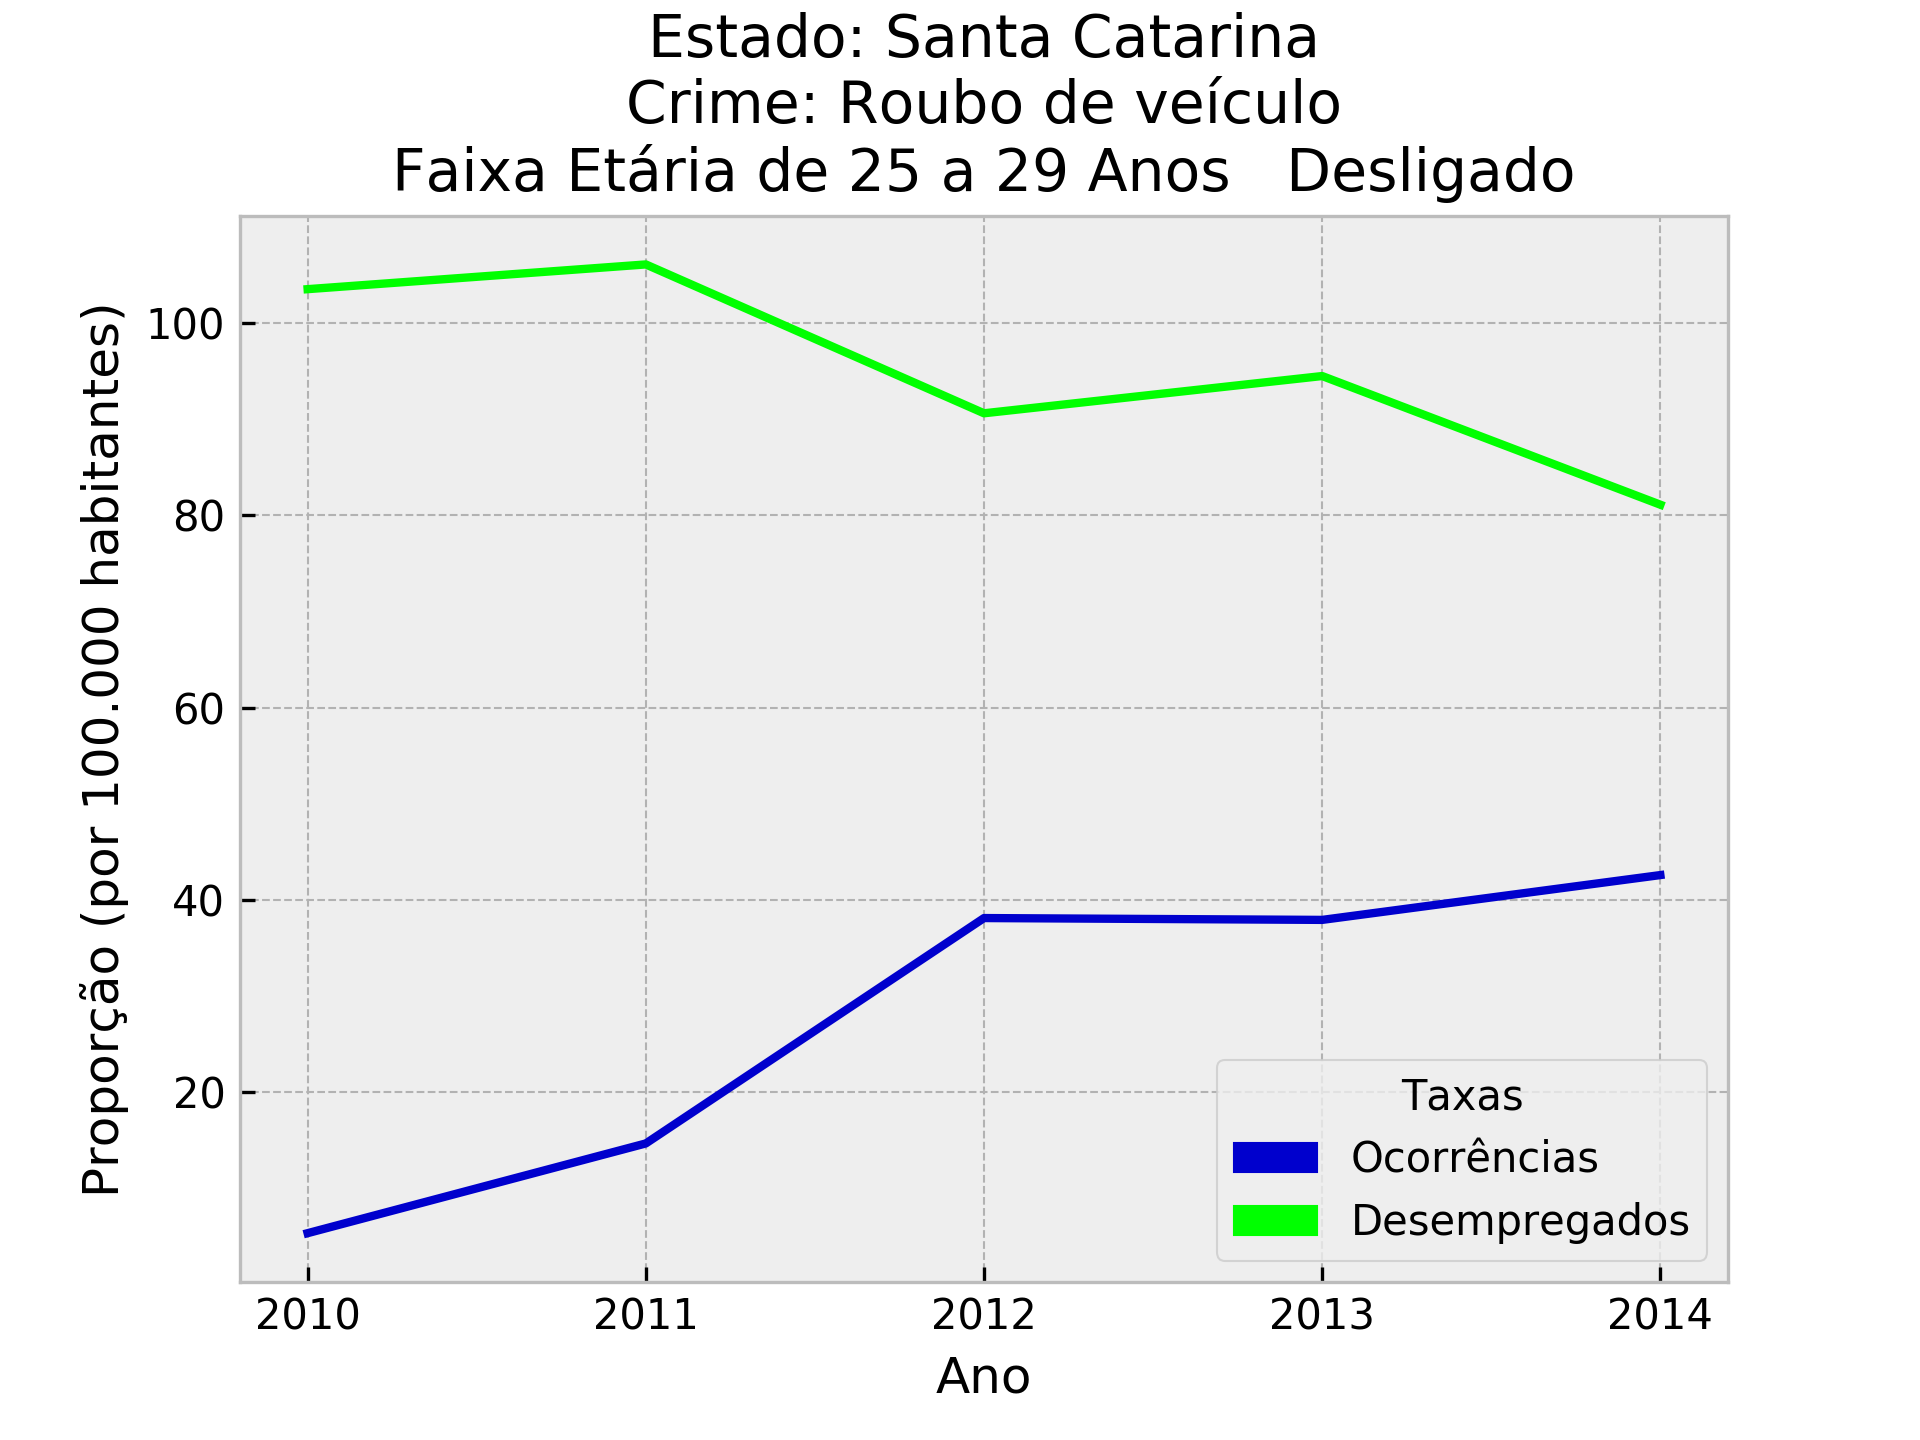 Estado: Santa Catarina
Crime: Roubo de veículo
Faixa Etária de 25 a 29 Anos   Desligado
Proporção (por 100.000 habitantes)
100
80
60
40
20
Taxas
Ocorrências
Desempregados
2010
2011
2012
2013
2014
Ano